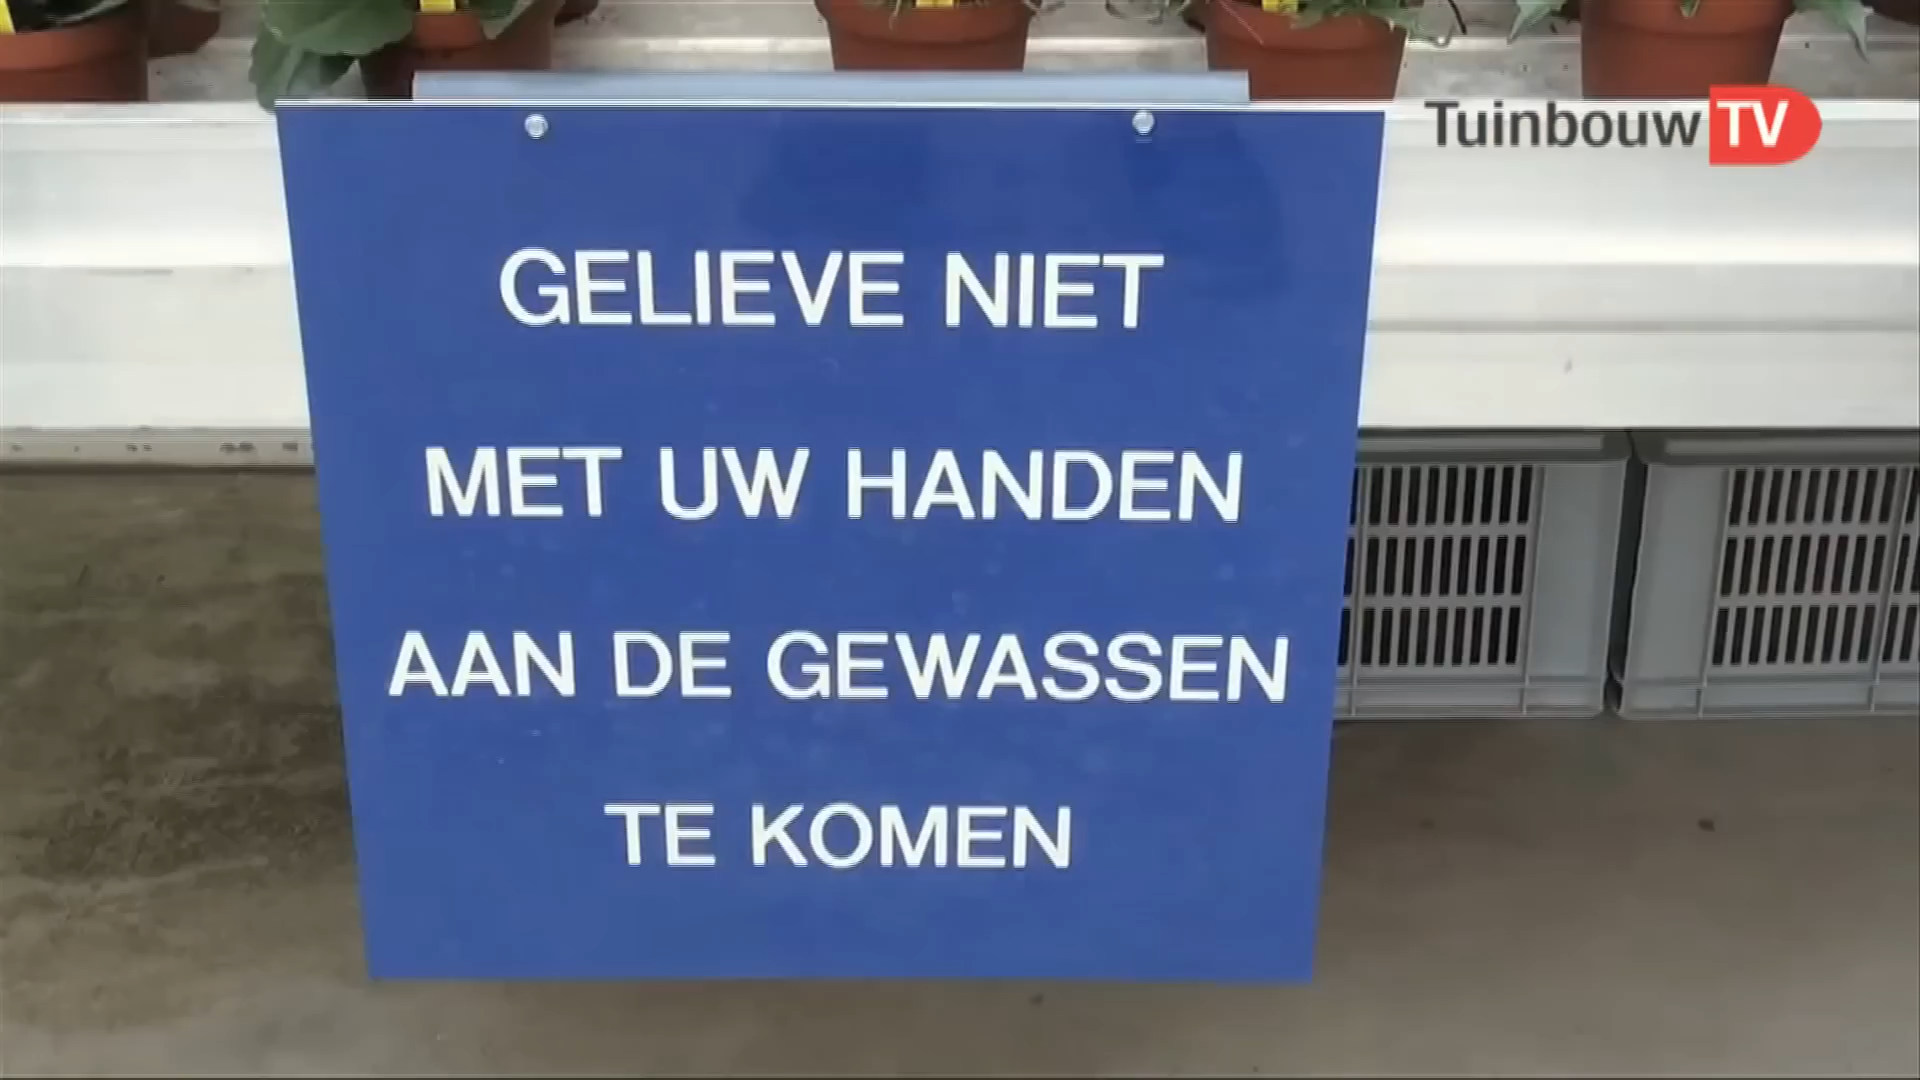 TuinbouwTV
GELIEVE NIET
MET UW HANDEN
AAN DE GEWASSEN
TE KOMEN